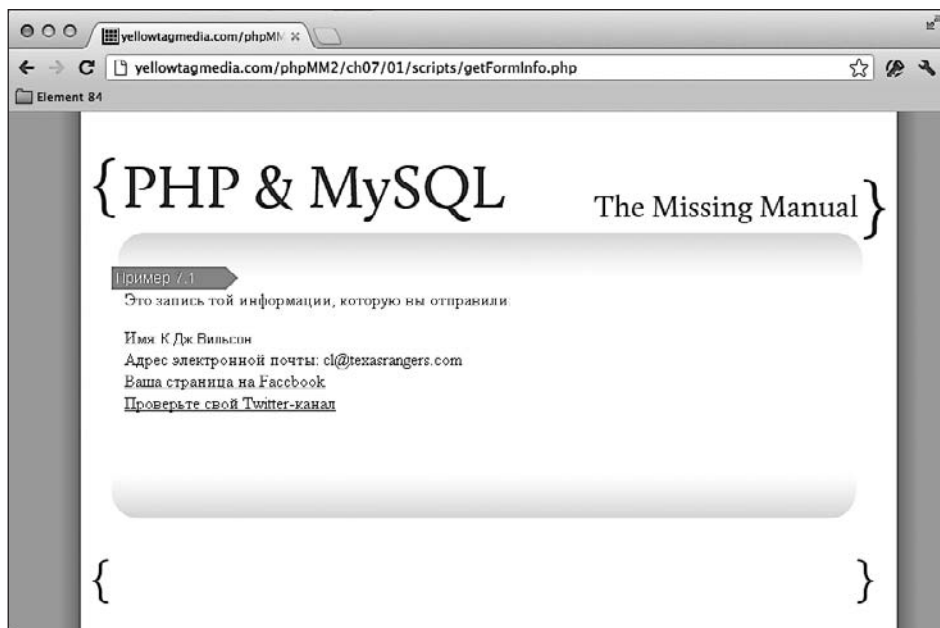 yellowtagmedia.com/phpMM
yellowtagmedia.com/phpMM2/ch07/01/scripts/getFormInfo.php
Element 84
{PHP & MySQL
The Missing Manual}
Пример 7.1
Это запись той информации, которую вы отправили
Имя К Дж Вильсон
Адрес электронной почты: cl@texasrangers.com
Ваша страница на Facebook
Проверьте свой Twitter-канал
{ }